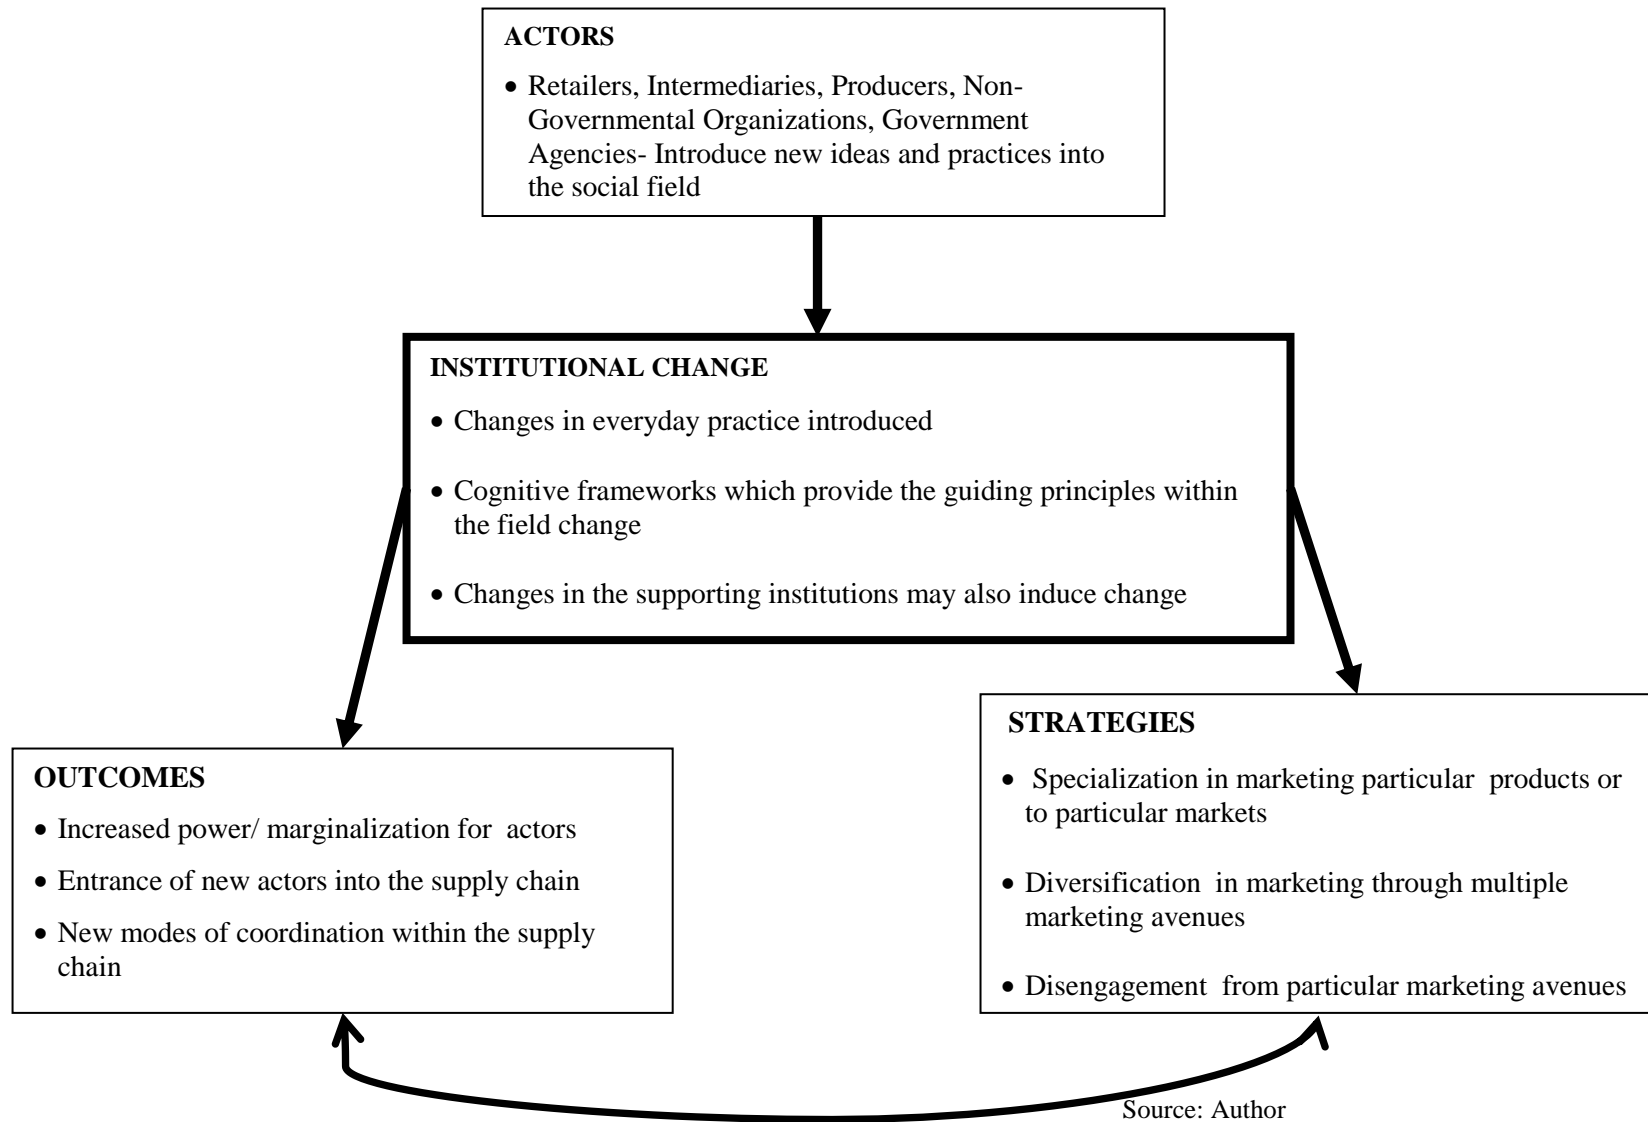 ACTORS
• Retailers, Intermediaries, Producers, Non-
Governmental Organizations, Government
Agencies- Introduce new ideas and practices into
the social field
INSTITUTIONAL CHANGE
• Changes in everyday practice introduced
• Cognitive frameworks which provide the guiding principles within
the field change
• Changes in the supporting institutions may also induce change
OUTCOMES
• Increased power/ marginalization for actors
• Entrance of new actors into the supply chain
• New modes of coordination within the supply
chain
STRATEGIES
• Specialization in marketing particular products or
to particular markets
• Diversification in marketing through multiple
marketing avenues
• Disengagement from particular marketing avenues
Source: Author